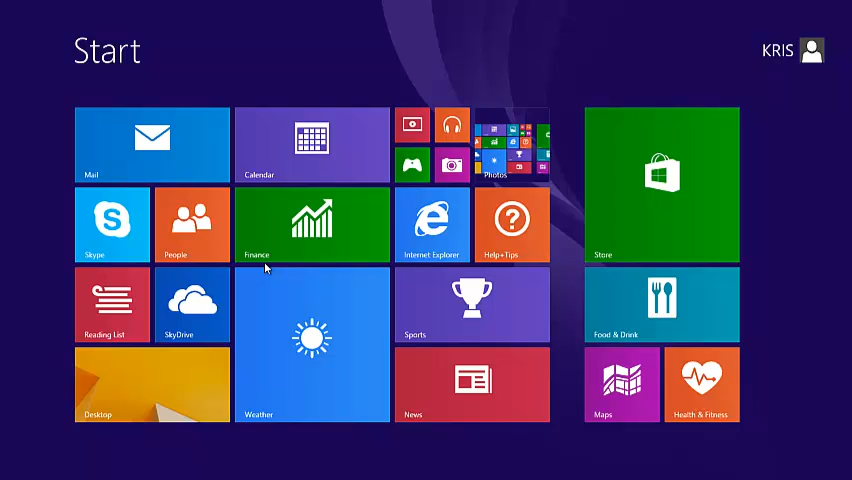 Start
KRIS
Mail
Calendar
Photos
Store
Skype
People
Finance
Internet Explorer
Help+Tips
Reading List
SkyDrive
Weather
Sports
Food & Drink
Desktop
News
Maps
Health & Fitness